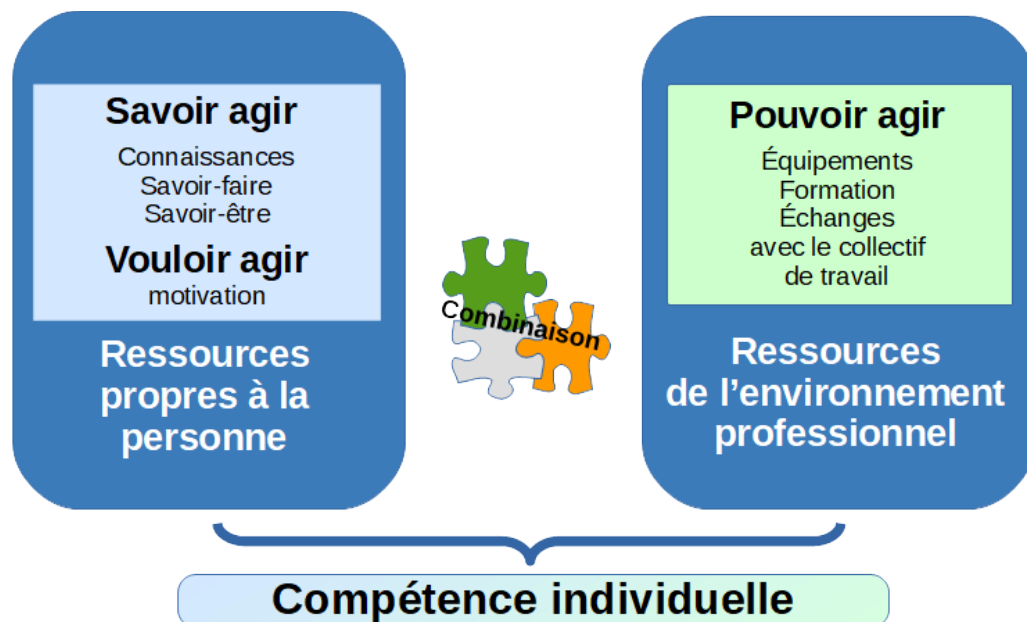 Savoir agir
Connaissances
Savoir-faire
Savoir-être
Vouloir agir
motivation
Ressources
propres à la
personne
Combinaison
Pouvoir agir
Équipements
Formation
Échanges
avec le collectif
de travail
Ressources
de l’environnement
professionnel
Compétence individuelle